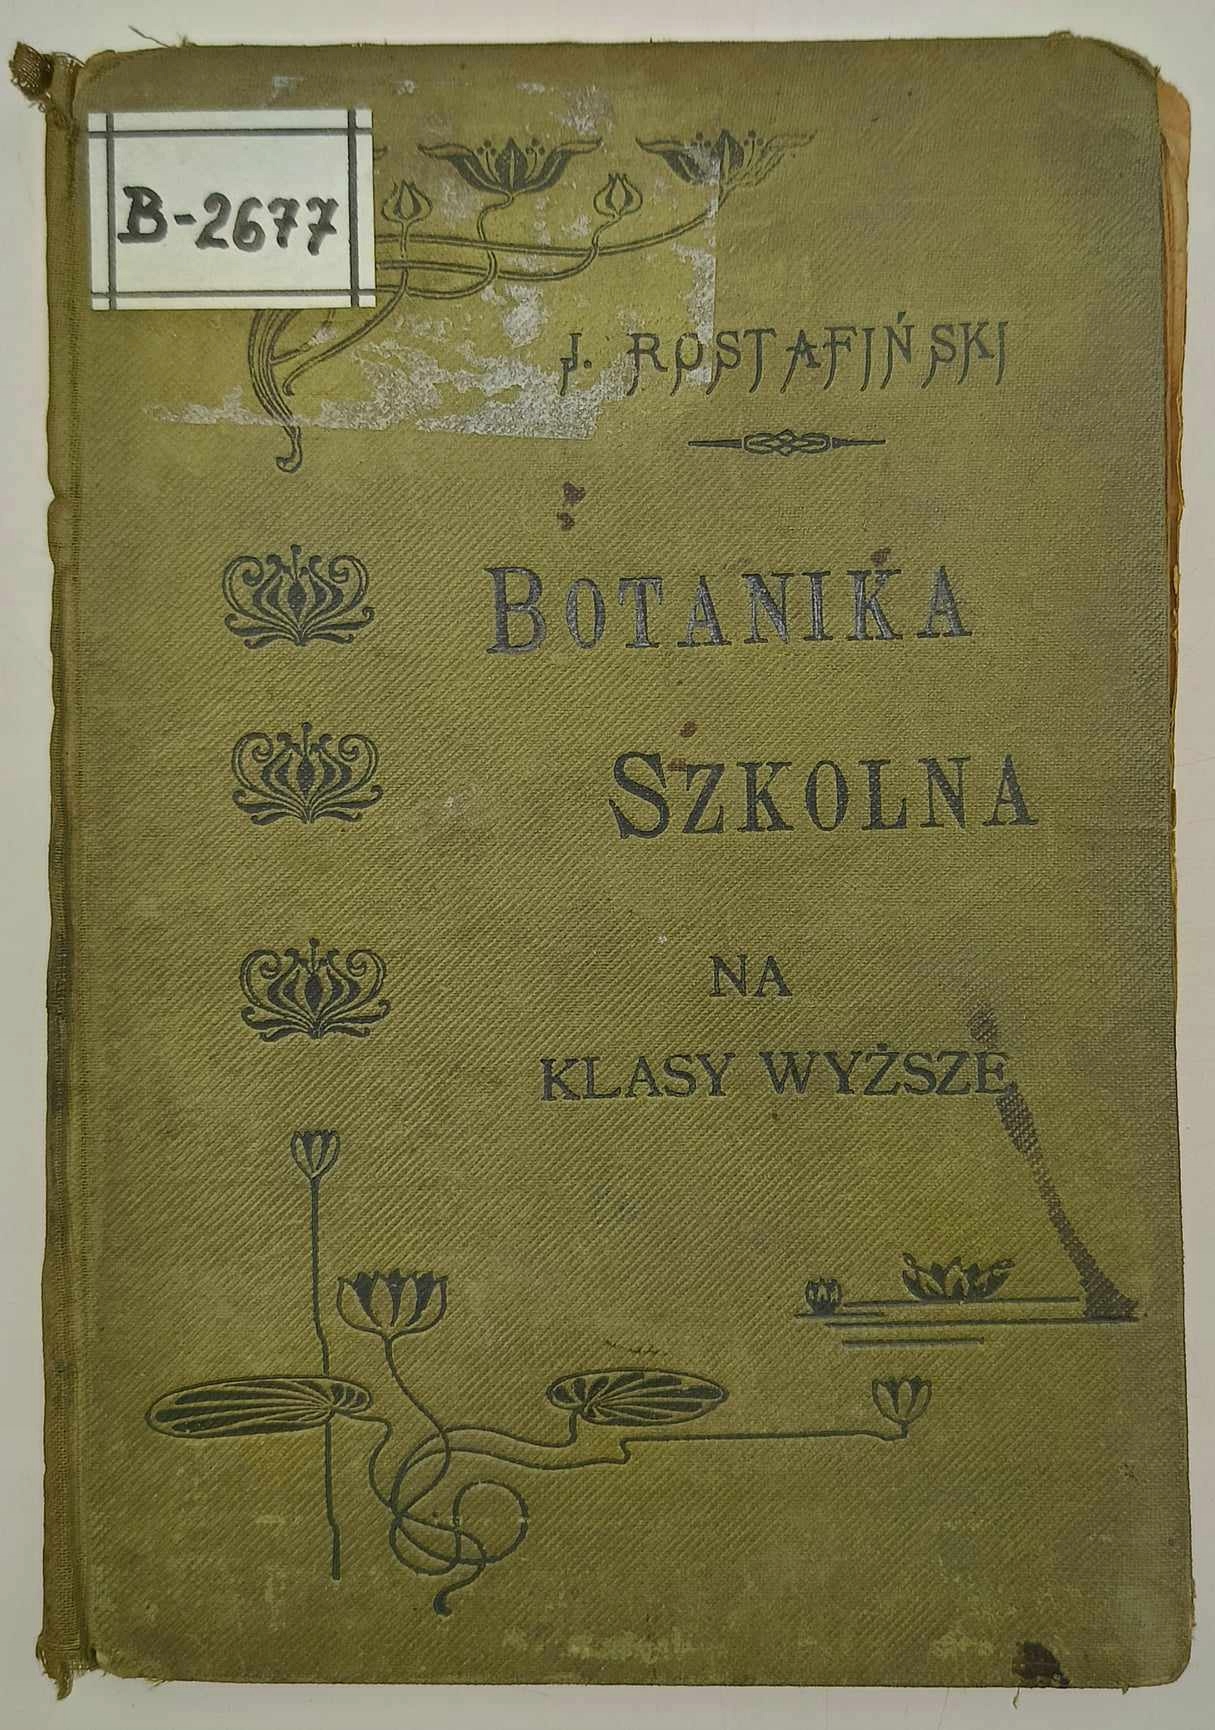 B-2677
J. ROSTAFIŃSKI
BOTANIKA
SZKOLNA
NA
KLASY WYŻSZE